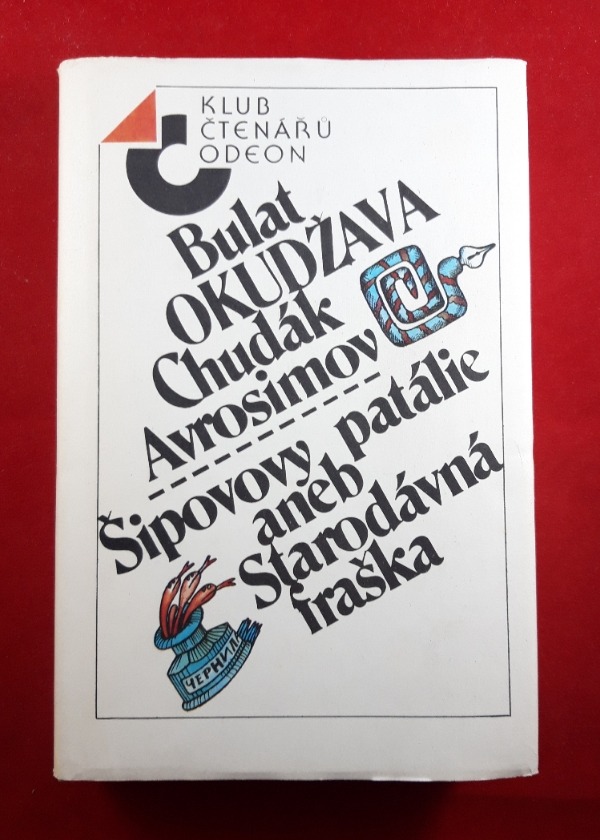 KLUB
ČTENÁŘŮ
ODEON
Bulat
OKUDŽAVA
Chudák
Avrosimov
Šipovovy patálie
aneb
Starodávná
fraška
ЧЕРНИЛА